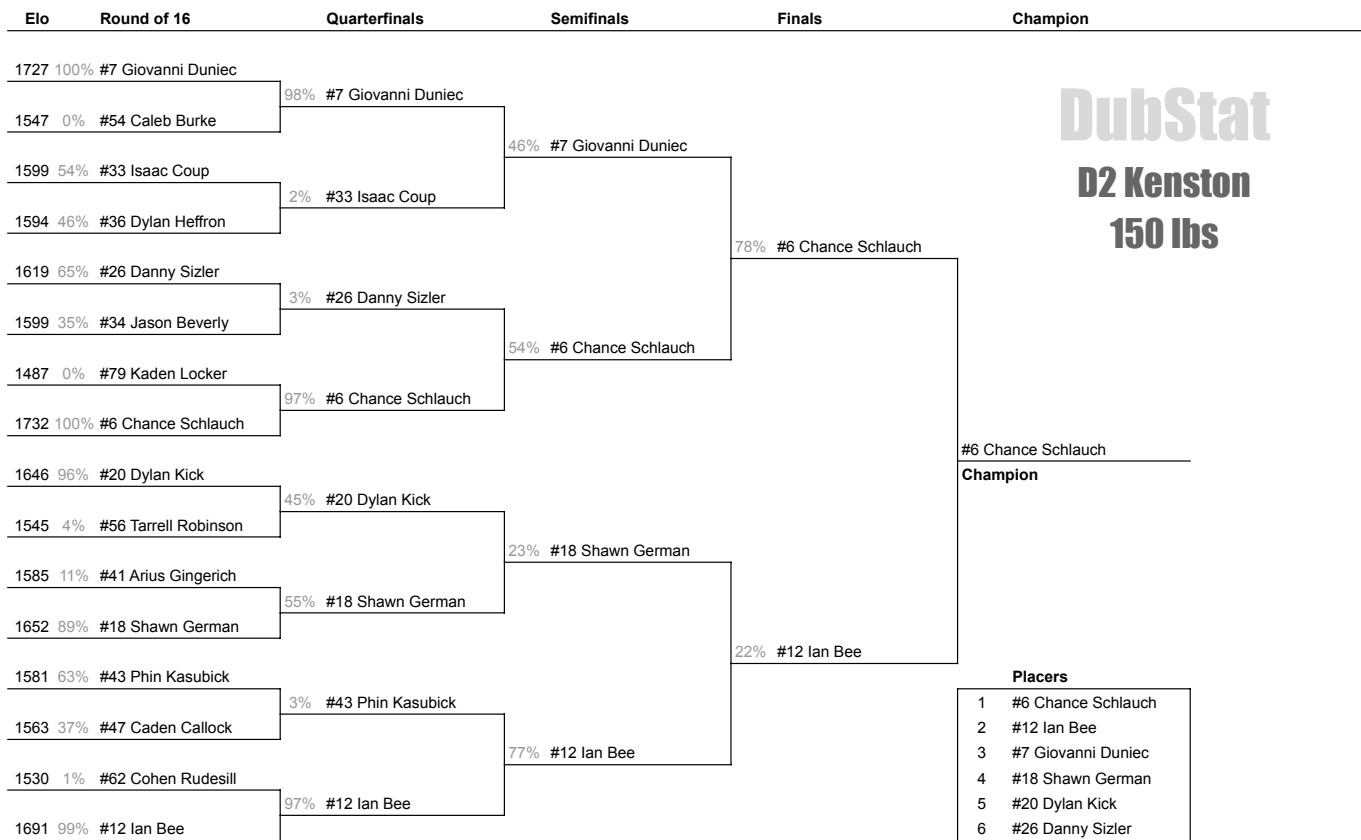 Elo Round of 16 Quarterfinals Semifinals Finals Champion
1727 100% #7 Giovanni Duniec
98% #7 Giovanni Duniec
1547 0% #54 Caleb Burke
46% #7 Giovanni Duniec
1599 54% #33 Isaac Coup
2% #33 Isaac Coup
1594 46% #36 Dylan Heffron
78% #6 Chance Schlauch
1619 65% #26 Danny Sizler
3% #26 Danny Sizler
1599 35% #34 Jason Beverly
54% #6 Chance Schlauch
1487 0% #79 Kaden Locker
97% #6 Chance Schlauch
1732 100% #6 Chance Schlauch
#6 Chance Schlauch
Champion
1646 96% #20 Dylan Kick
45% #20 Dylan Kick
1545 4% #56 Tarrell Robinson
23% #18 Shawn German
1585 11% #41 Arius Gingerich
55% #18 Shawn German
1652 89% #18 Shawn German
22% #12 Ian Bee
1581 63% #43 Phin Kasubick
3% #43 Phin Kasubick
1563 37% #47 Caden Callock
77% #12 Ian Bee
1530 1% #62 Cohen Rudesill
97% #12 Ian Bee
1691 99% #12 Ian Bee
DubStat
D2 Kenston
150 lbs
Placers
1 #6 Chance Schlauch
2 #12 Ian Bee
3 #7 Giovanni Duniec
4 #18 Shawn German
5 #20 Dylan Kick
6 #26 Danny Sizler